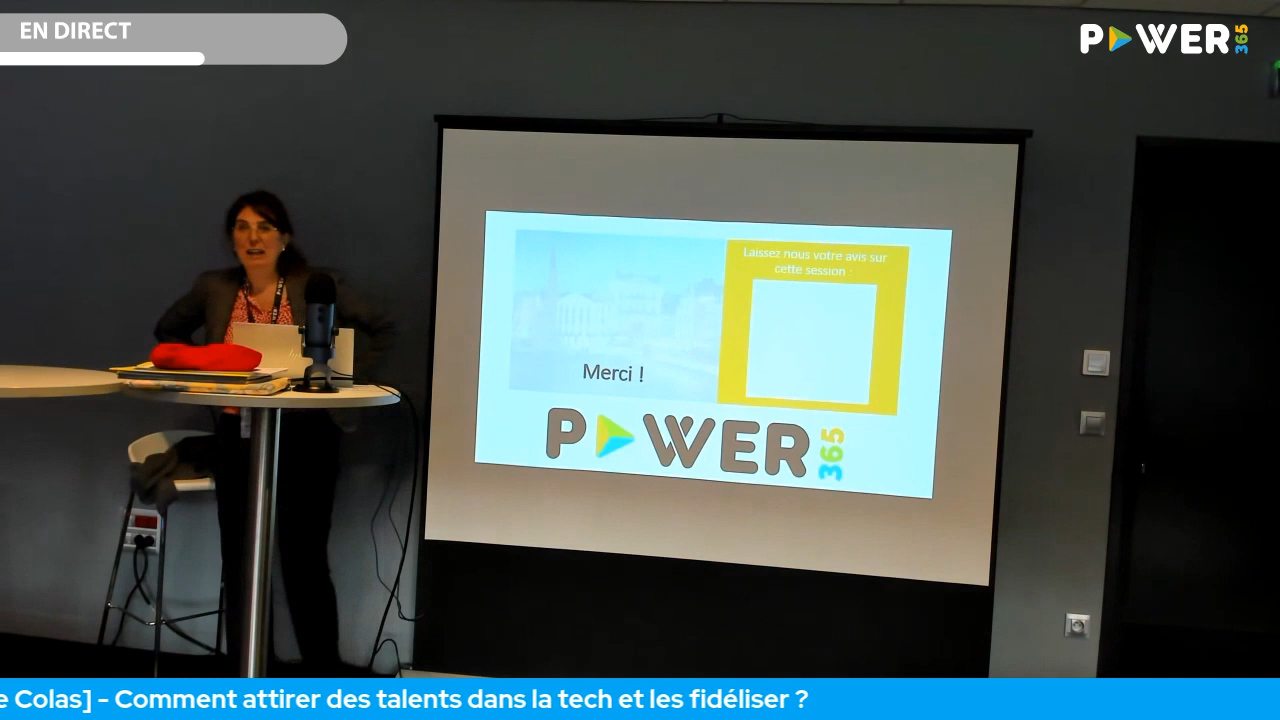 EN DIRECT
POWER 365
Laissez nous votre avis sur
cette session :
Merci !
POWER 365
e Colas] - Comment attirer des talents dans la tech et les fidéliser ?